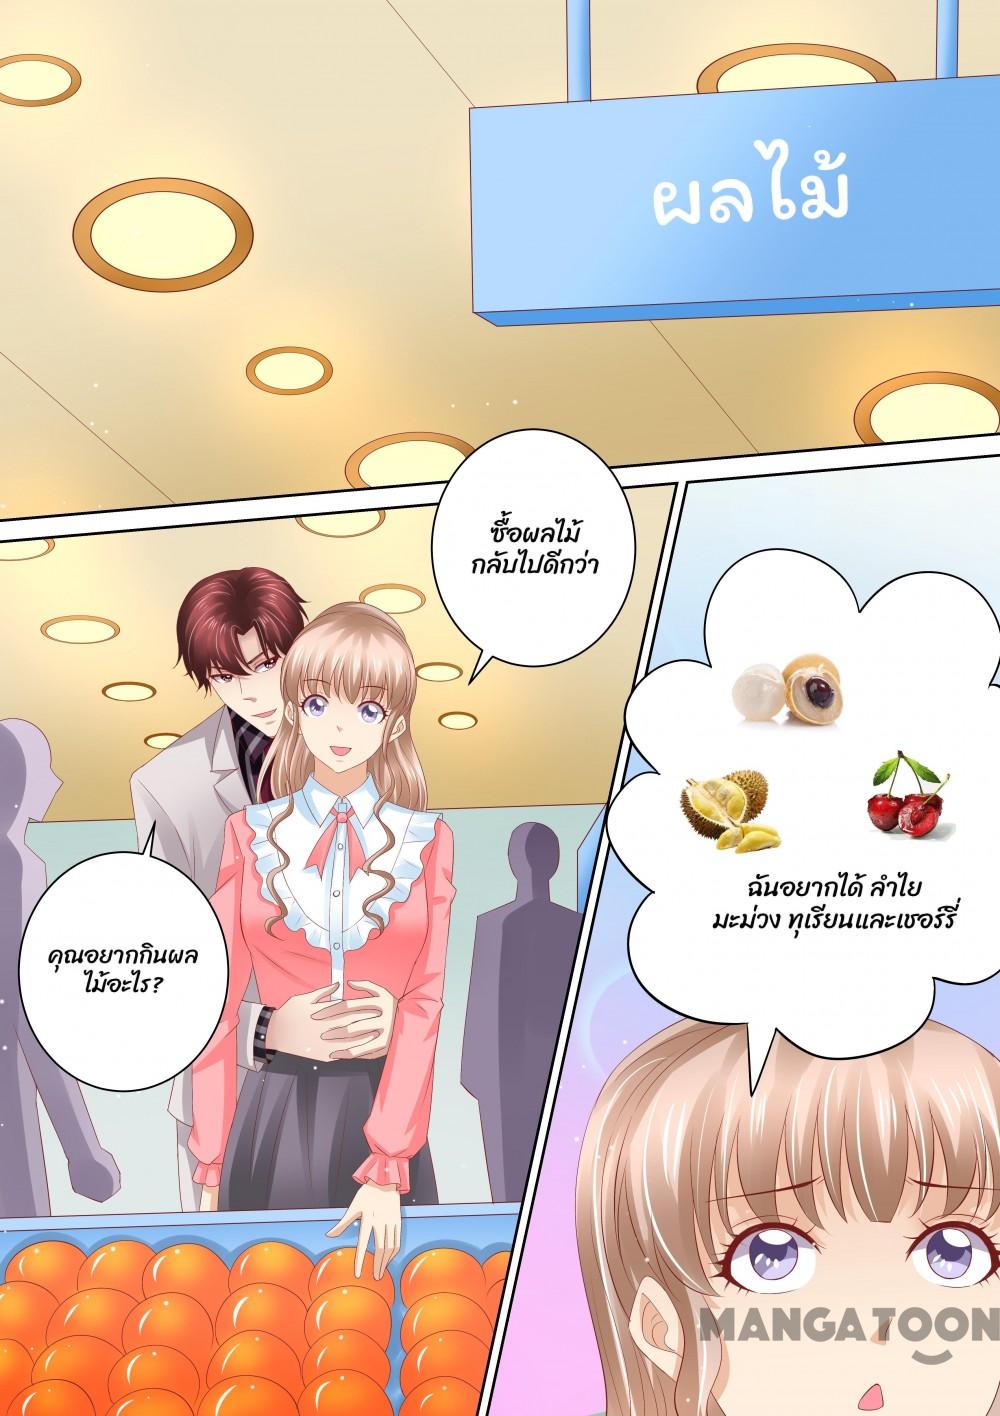 ผลไม้
ซื้อผลไม้
กลับไปดีกว่า
คุณอยากกินผล
ไม้อะไร?
ฉันอยากได้ ลำไย
มะม่วง ทุเรียนและเชอร์รี่
MANGATOON